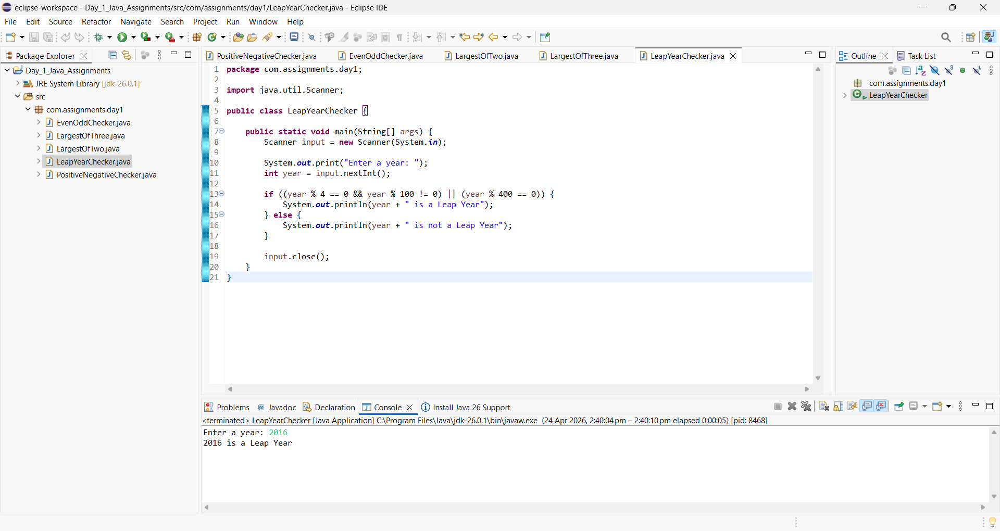 eclipse-workspace - Day_1_Java_Assignments/src/com/assignments/day1/LeapYearChecker.java - Eclipse IDE
File Edit Source Refactor Navigate Search Project Run Window Help
Package Explorer
Day_1_Java_Assignments
JRE System Library [jdk-26.0.1]
src
com.assignments.day1
EvenOddChecker.java
LargestOfThree.java
LargestOfTwo.java
LeapYearChecker.java
PositiveNegativeChecker.java
PositiveNegativeChecker.java EvenOddChecker.java LargestOfTwo.java LargestOfThree.java LeapYearChecker.java
1 package com.assignments.day1;
2
3 import java.util.Scanner;
4
5 public class LeapYearChecker {
6
7 public static void main(String[] args) {
8 Scanner input = new Scanner(System.in);
9
10 System.out.print("Enter a year: ");
11 int year = input.nextInt();
12
13 if ((year % 4 == 0 && year % 100 != 0) || (year % 400 == 0)) {
14 System.out.println(year + " is a Leap Year");
15 } else {
16 System.out.println(year + " is not a Leap Year");
17 }
18
19 input.close();
20 }
21 }
Outline Task List
com.assignments.day1
LeapYearChecker
Problems Javadoc Declaration Console Install Java 26 Support
<terminated> LeapYearChecker [Java Application] C:\Program Files\Java\jdk-26.0.1\bin\javaw.exe (24 Apr 2026, 2:40:04 pm – 2:40:10 pm elapsed 0:00:05) [pid: 8468]
Enter a year: 2016
2016 is a Leap Year